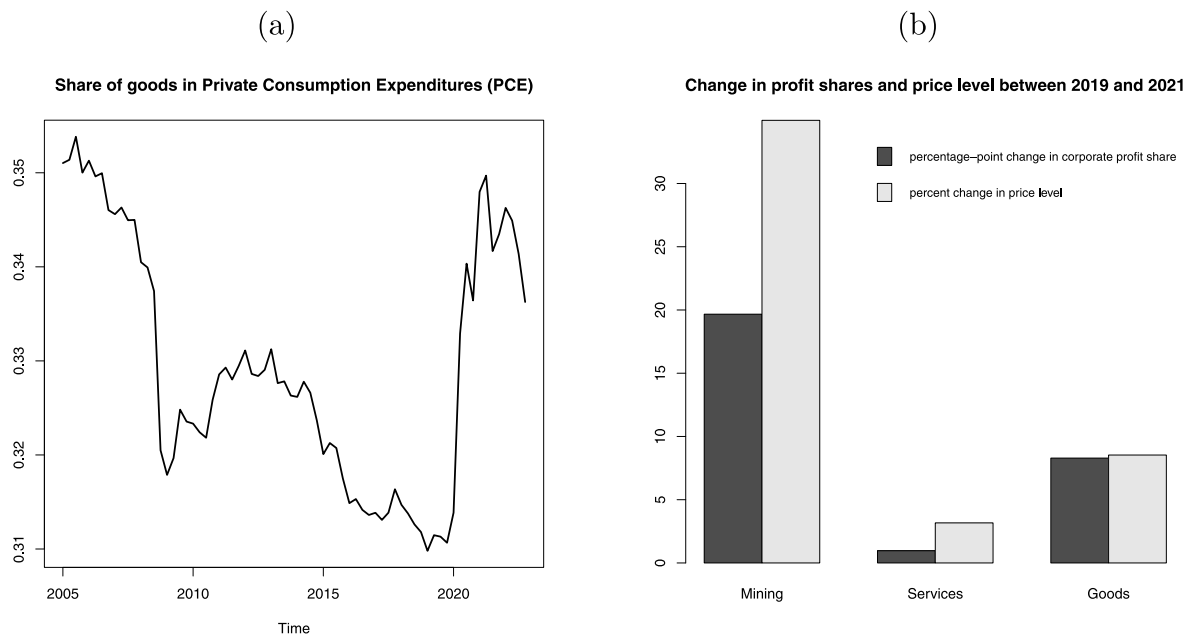 (a)
Share of goods in Private Consumption Expenditures (PCE)
0.35
0.34
0.33
0.32
0.31
2005 2010 2015 2020
Time
(b)
Change in profit shares and price level between 2019 and 2021
percentage–point change in corporate profit share
percent change in price level
30
25
20
15
10
5
0
Mining Services Goods